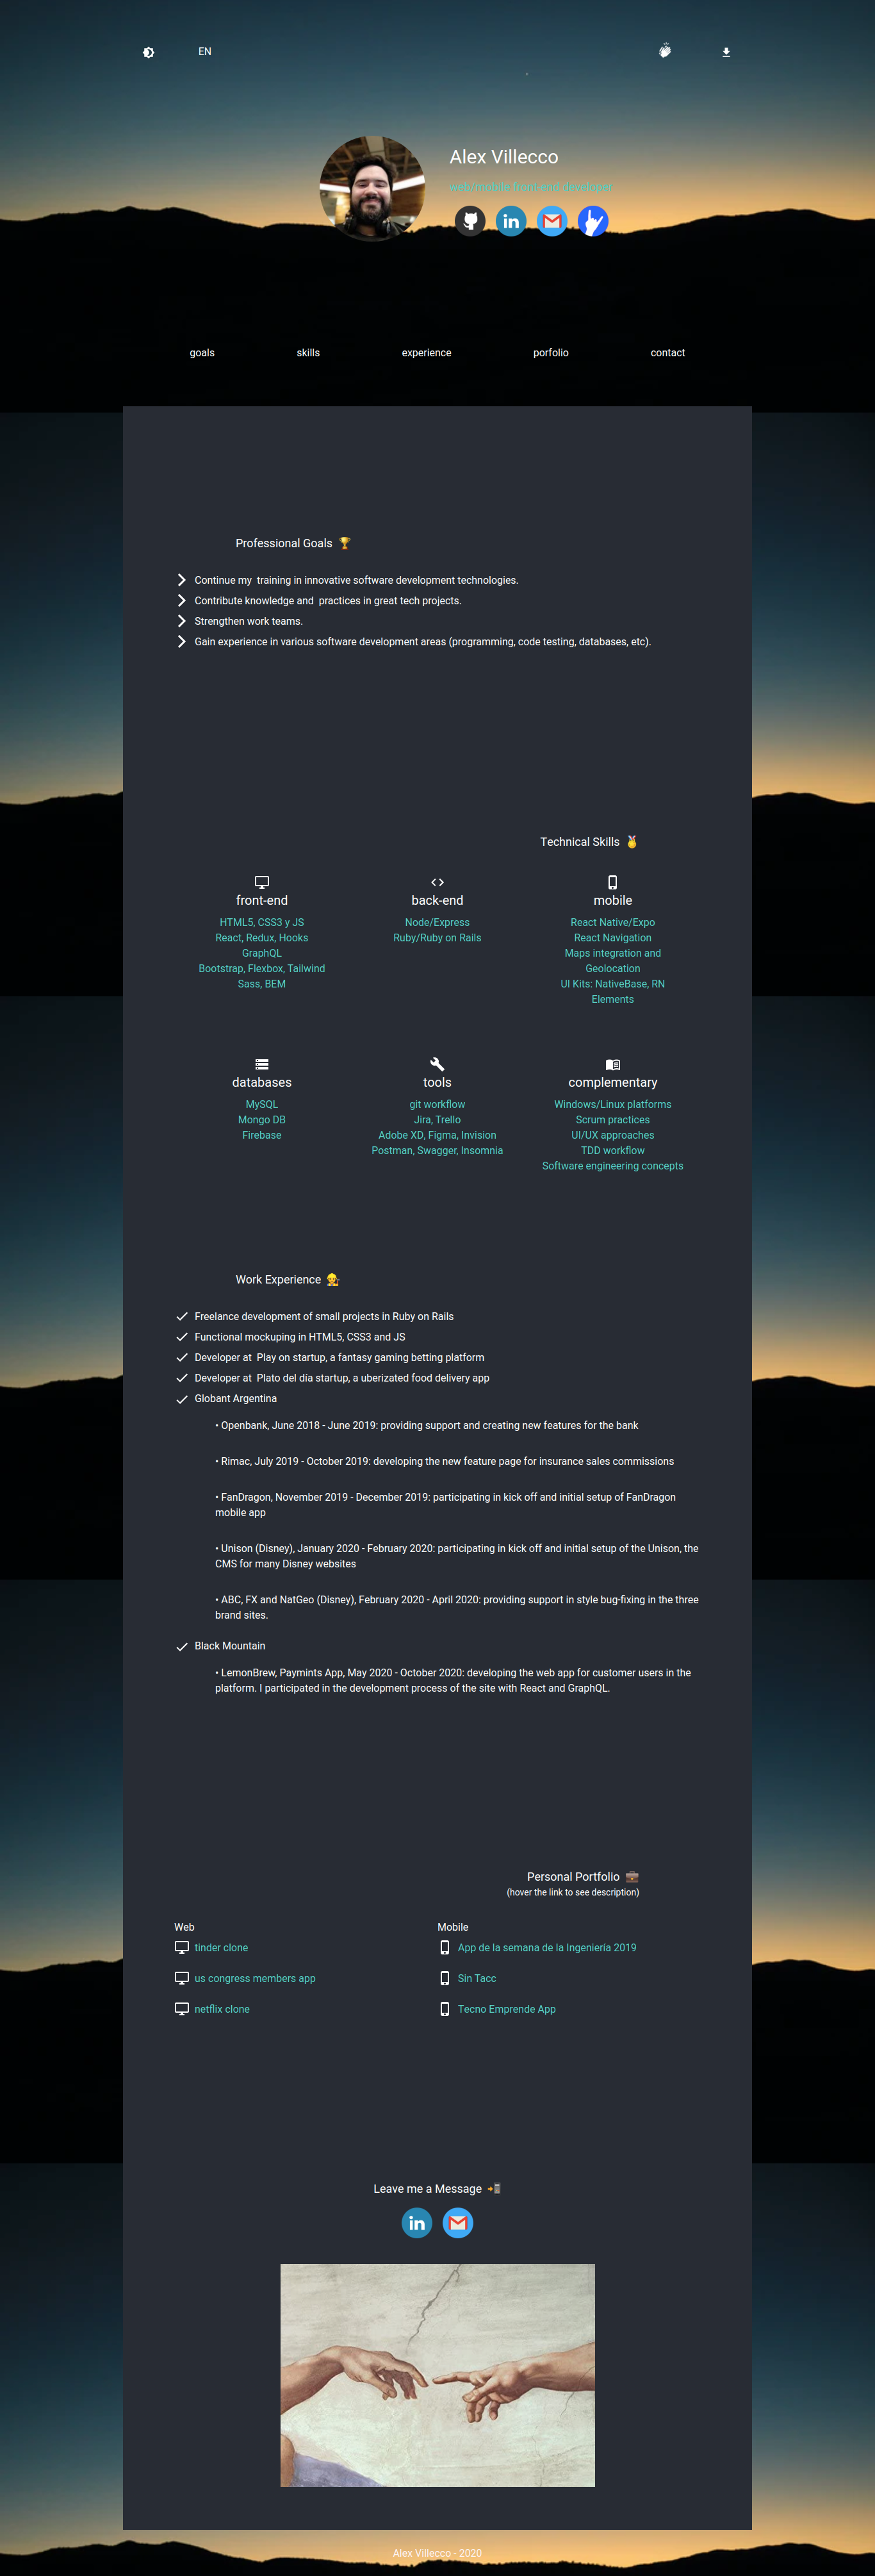 EN
Alex Villecco
web/mobile front-end developer
goals
skills
experience
porfolio
contact
Professional Goals 🏆
Continue my training in innovative software development technologies.
Contribute knowledge and practices in great tech projects.
Strengthen work teams.
Gain experience in various software development areas (programming, code testing, databases, etc).
Technical Skills 🏅
front-end
HTML5, CSS3 y JS
React, Redux, Hooks
GraphQL
Bootstrap, Flexbox, Tailwind
Sass, BEM
back-end
Node/Express
Ruby/Ruby on Rails
mobile
React Native/Expo
React Navigation
Maps integration and
Geolocation
UI Kits: NativeBase, RN
Elements
databases
MySQL
Mongo DB
Firebase
tools
git workflow
Jira, Trello
Adobe XD, Figma, Invision
Postman, Swagger, Insomnia
complementary
Windows/Linux platforms
Scrum practices
UI/UX approaches
TDD workflow
Software engineering concepts
Work Experience 👷
Freelance development of small projects in Ruby on Rails
Functional mockuping in HTML5, CSS3 and JS
Developer at Play on startup, a fantasy gaming betting platform
Developer at Plato del día startup, a uberizated food delivery app
Globant Argentina
• Openbank, June 2018 - June 2019: providing support and creating new features for the bank
• Rimac, July 2019 - October 2019: developing the new feature page for insurance sales commissions
• FanDragon, November 2019 - December 2019: participating in kick off and initial setup of FanDragon
mobile app
• Unison (Disney), January 2020 - February 2020: participating in kick off and initial setup of the Unison, the
CMS for many Disney websites
• ABC, FX and NatGeo (Disney), February 2020 - April 2020: providing support in style bug-fixing in the three
brand sites.
Black Mountain
• LemonBrew, Paymints App, May 2020 - October 2020: developing the web app for customer users in the
platform. I participated in the development process of the site with React and GraphQL.
Personal Portfolio 💼
(hover the link to see description)
Web
tinder clone
us congress members app
netflix clone
Mobile
App de la semana de la Ingeniería 2019
Sin Tacc
Tecno Emprende App
Leave me a Message 📲
in
Alex Villecco - 2020